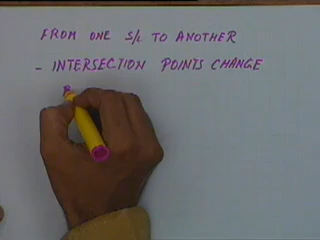 FROM ONE S/L TO ANOTHER
- INTERSECTION POINTS CHANGE